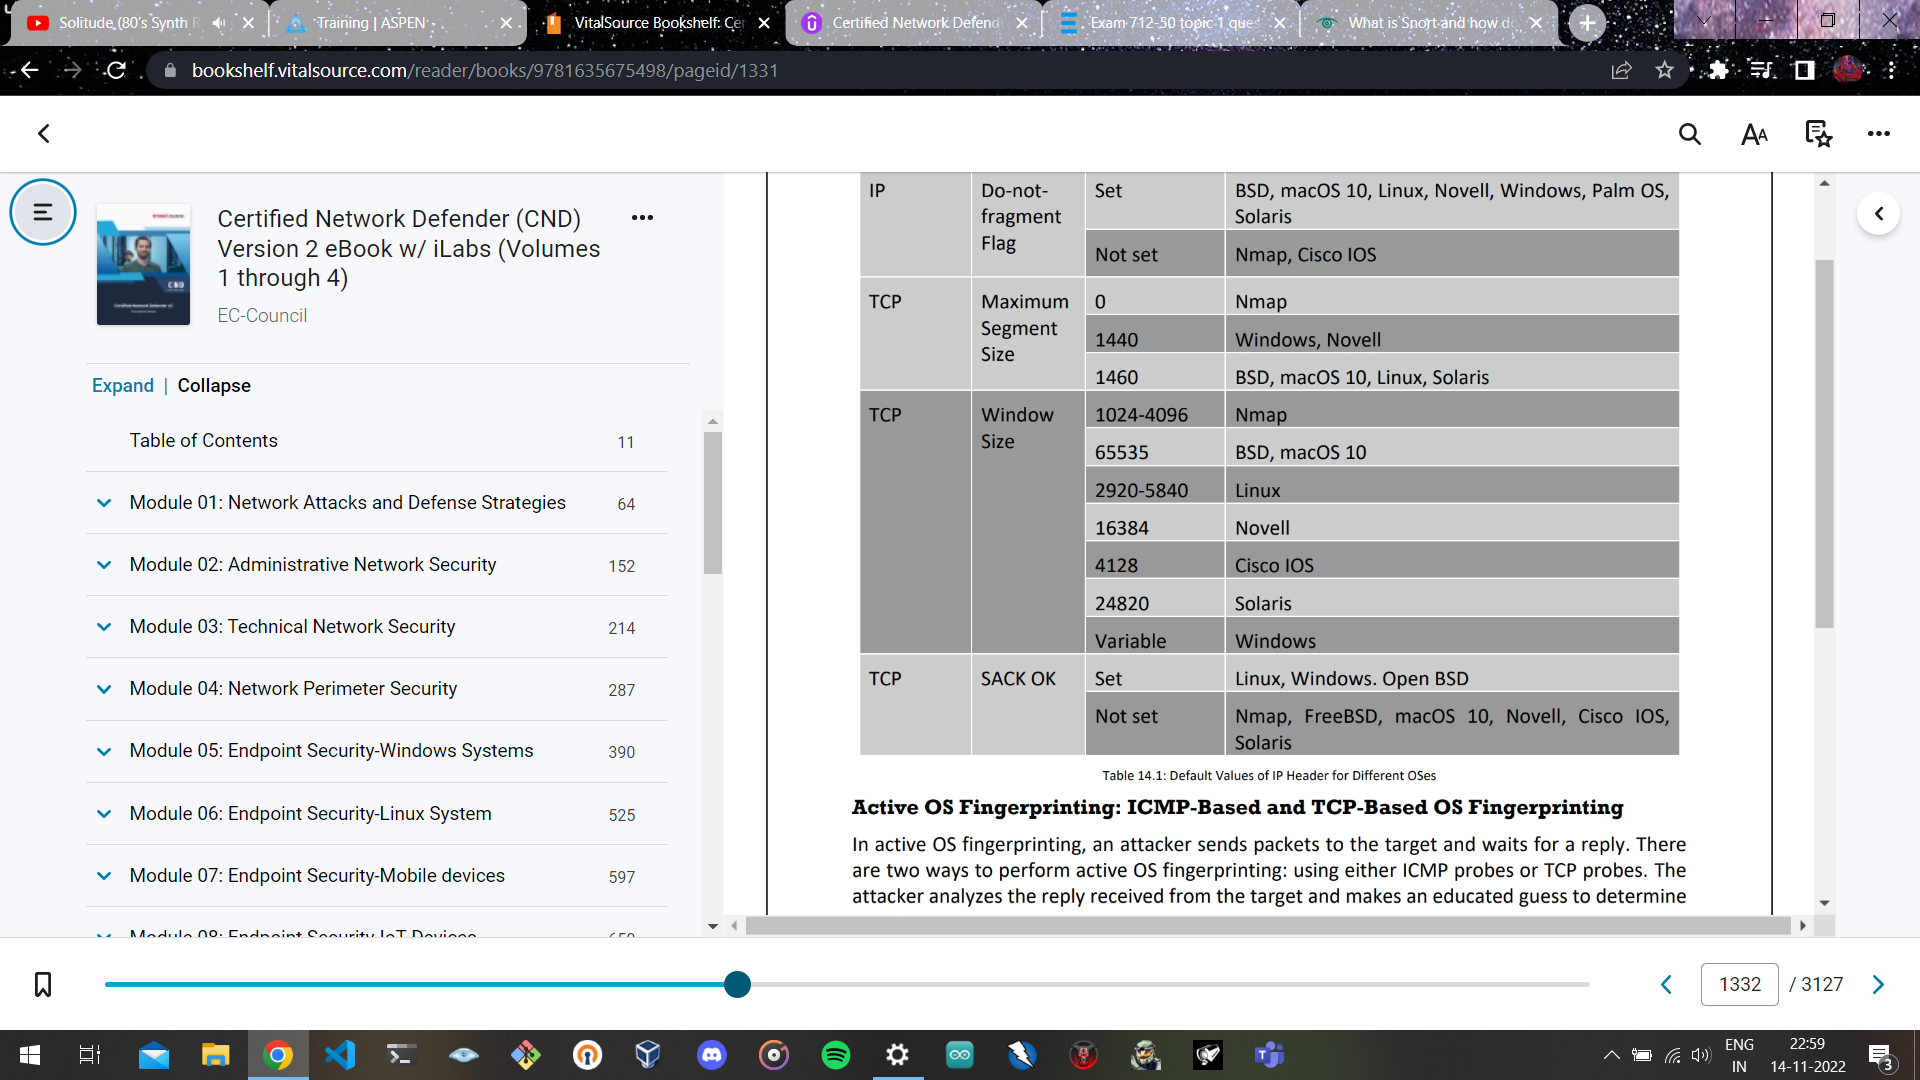 Solitude (80's Synth R
Training | ASPEN
VitalSource Bookshelf: Cer
Certified Network Defend
Exam 712-50 topic 1 ques
What is Snort and how do
bookshelf.vitalsource.com/reader/books/9781635675498/pageid/1331
Certified Network Defender (CND)
Version 2 eBook w/ iLabs (Volumes
1 through 4)
EC-Council
Expand | Collapse
Table of Contents 11
Module 01: Network Attacks and Defense Strategies 64
Module 02: Administrative Network Security 152
Module 03: Technical Network Security 214
Module 04: Network Perimeter Security 287
Module 05: Endpoint Security-Windows Systems 390
Module 06: Endpoint Security-Linux System 525
Module 07: Endpoint Security-Mobile devices 597
Module 08: Endpoint Security-IoT Devices
IP Do-not- Set BSD, macOS 10, Linux, Novell, Windows, Palm OS,
fragment Solaris
Flag Not set Nmap, Cisco IOS
TCP Maximum 0 Nmap
Segment 1440 Windows, Novell
Size 1460 BSD, macOS 10, Linux, Solaris
TCP Window 1024-4096 Nmap
Size 65535 BSD, macOS 10
2920-5840 Linux
16384 Novell
4128 Cisco IOS
24820 Solaris
Variable Windows
TCP SACK OK Set Linux, Windows. Open BSD
Not set Nmap, FreeBSD, macOS 10, Novell, Cisco IOS,
Solaris
Table 14.1: Default Values of IP Header for Different OSes
Active OS Fingerprinting: ICMP-Based and TCP-Based OS Fingerprinting
In active OS fingerprinting, an attacker sends packets to the target and waits for a reply. There
are two ways to perform active OS fingerprinting: using either ICMP probes or TCP probes. The
attacker analyzes the reply received from the target and makes an educated guess to determine
1332 / 3127
ENG
IN
22:59
14-11-2022
3